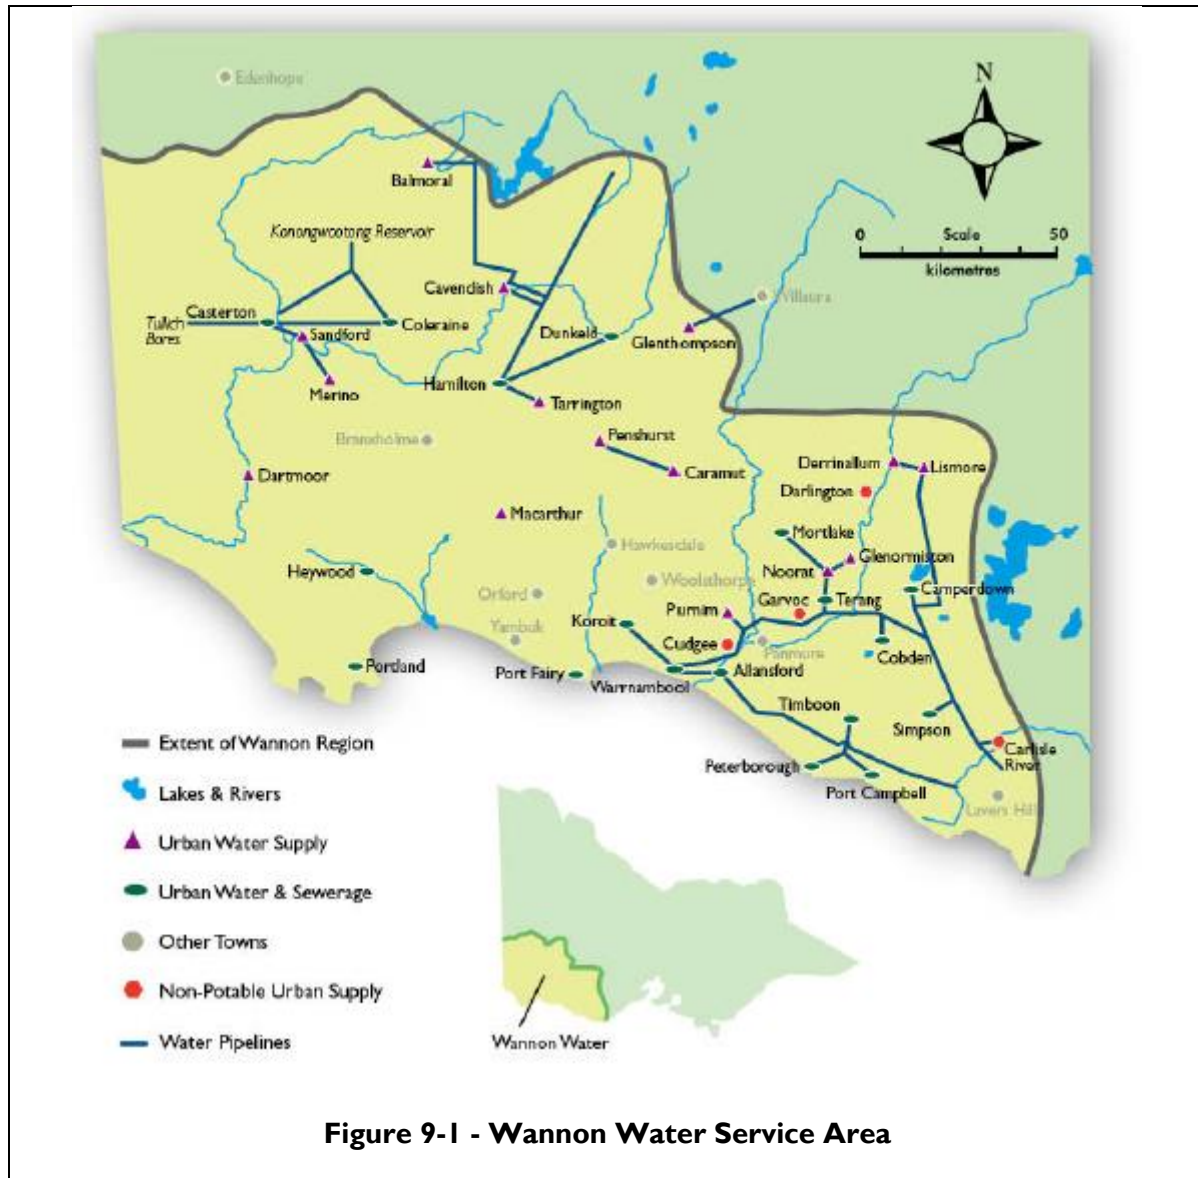 Edenhope
N
Balmoral
Konongwootong Reservoir
Scale
0
50
kilometres
Cavendish
Willaura
Casterton
Tullich
Bores
Sandford
Coleraine
Dunkeld
Glenthompson
Hamilton
Merino
Tarrington
Branxholme
Penshurst
Derrinallum
Lismore
Dartmoor
Caramut
Darlington
Macarthur
Mortlake
Hawkesdale
Glenormiston
Heywood
Noorat
Woolsthorpe
Camperdown
Orford
Garvoc
Terang
Purnim
Koroit
Yambuk
Cudgee
Panmure
Cobden
Portland
Port Fairy
Warrnambool
Allansford
Timboon
Simpson
Extent of Wannon Region
Carlisle
River
Peterborough
Port Campbell
Lakes & Rivers
Lavers Hill
Urban Water Supply
Urban Water & Sewerage
Other Towns
Non-Potable Urban Supply
Water Pipelines
Wannon Water
Figure 9-1 - Wannon Water Service Area